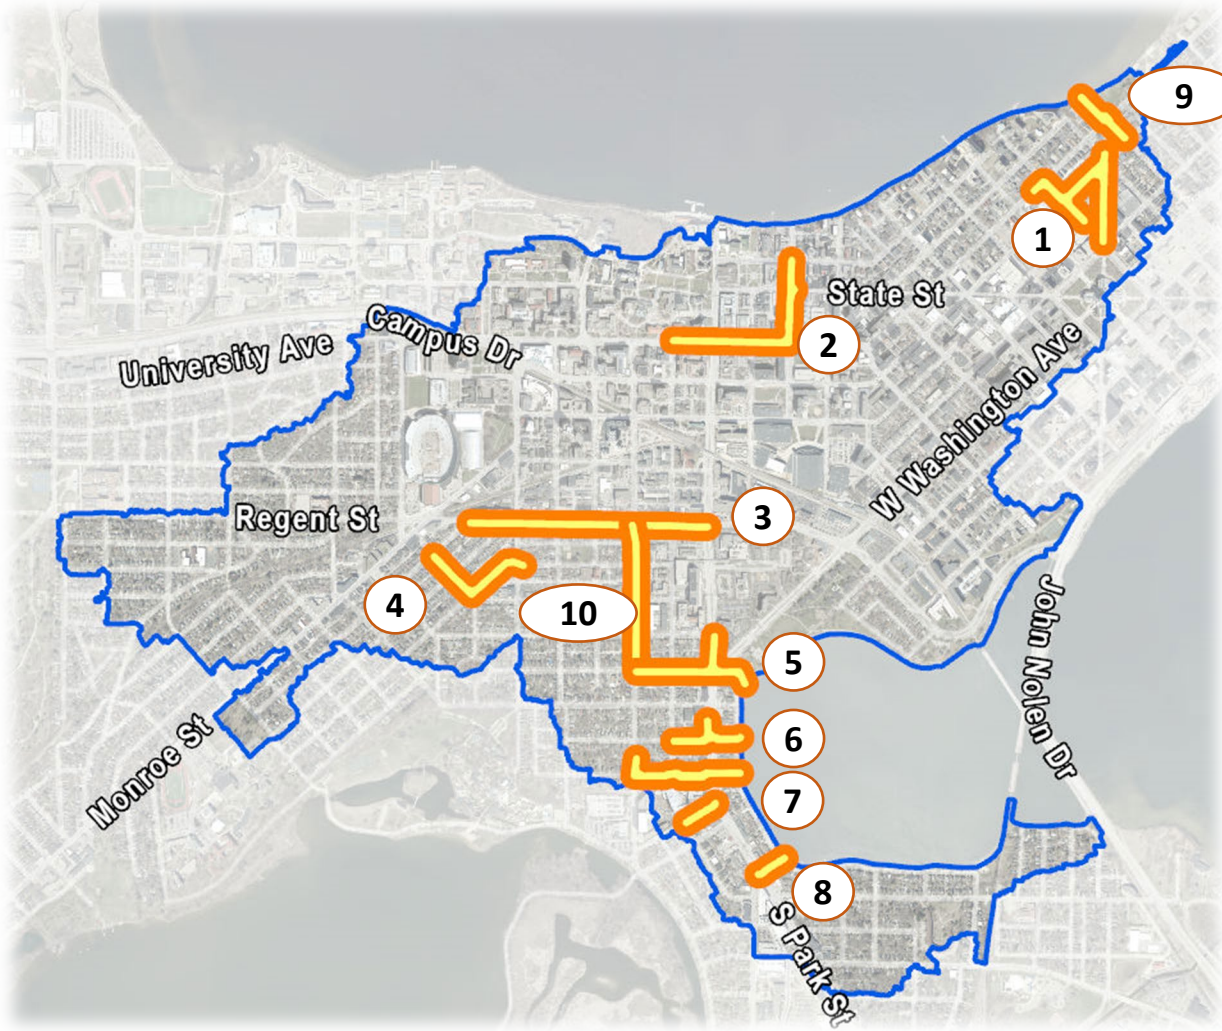 9
1
State St
2
Campus Dr
University Ave
W Washington Ave
3
Regent St
4
10
John Nolen Dr
5
6
Monroe St
7
8
S Park St